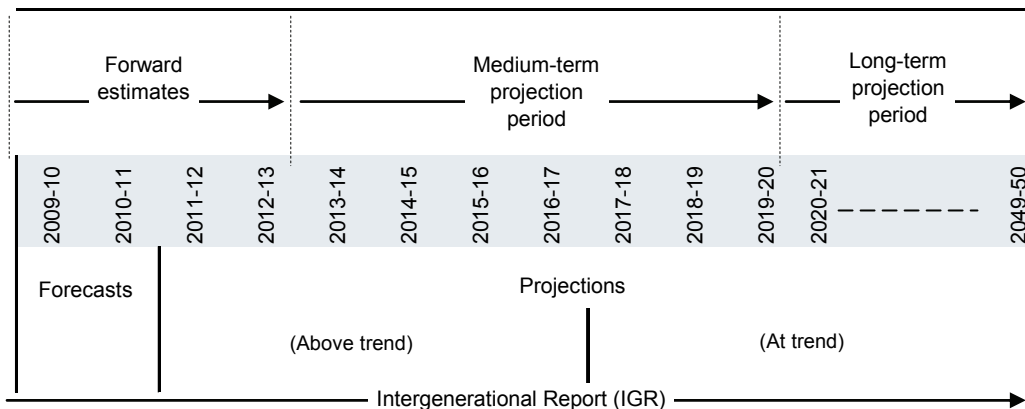 Forward
estimates
Medium-term
projection
period
Long-term
projection
period
2009-10
2010-11
2011-12
2012-13
2013-14
2014-15
2015-16
2016-17
2017-18
2018-19
2019-20
2020-21
2049-50
Forecasts
Projections
(Above trend)
(At trend)
Intergenerational Report (IGR)